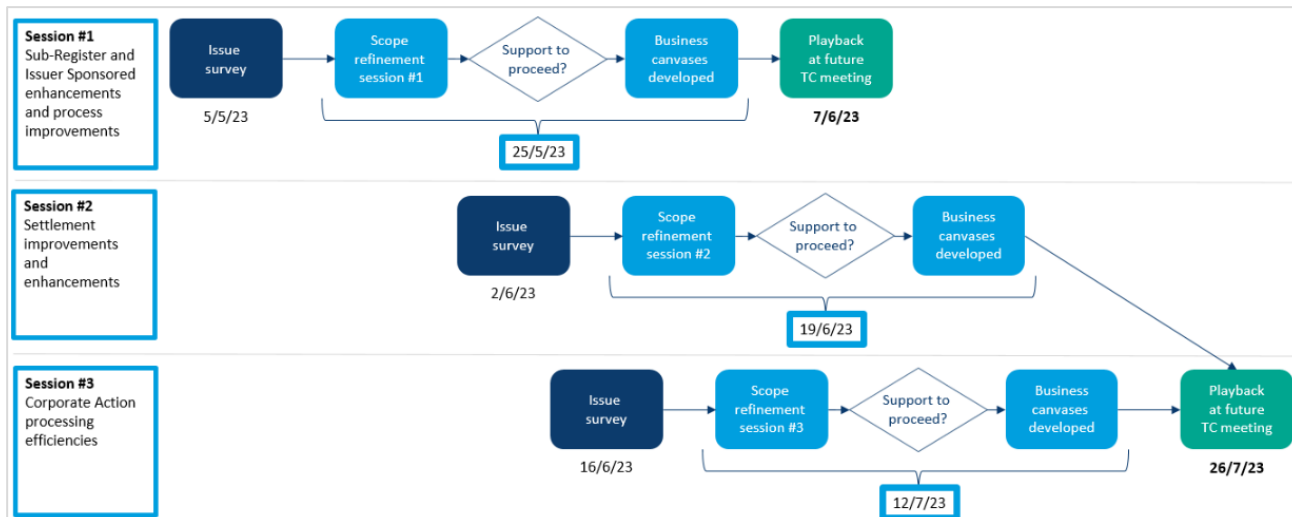 Session #1
Sub-Register and
Issuer Sponsored
enhancements
and process
improvements
Issue
survey
5/5/23
Scope
refinement
session #1
Support to
proceed?
Business
canvases
developed
25/5/23
Playback
at future
TC meeting
7/6/23
Session #2
Settlement
improvements
and
enhancements
Issue
survey
2/6/23
Scope
refinement
session #2
Support to
proceed?
Business
canvases
developed
19/6/23
Session #3
Corporate Action
processing
efficiencies
Issue
survey
16/6/23
Scope
refinement
session #3
Support to
proceed?
Business
canvases
developed
12/7/23
Playback
at future
TC meeting
26/7/23